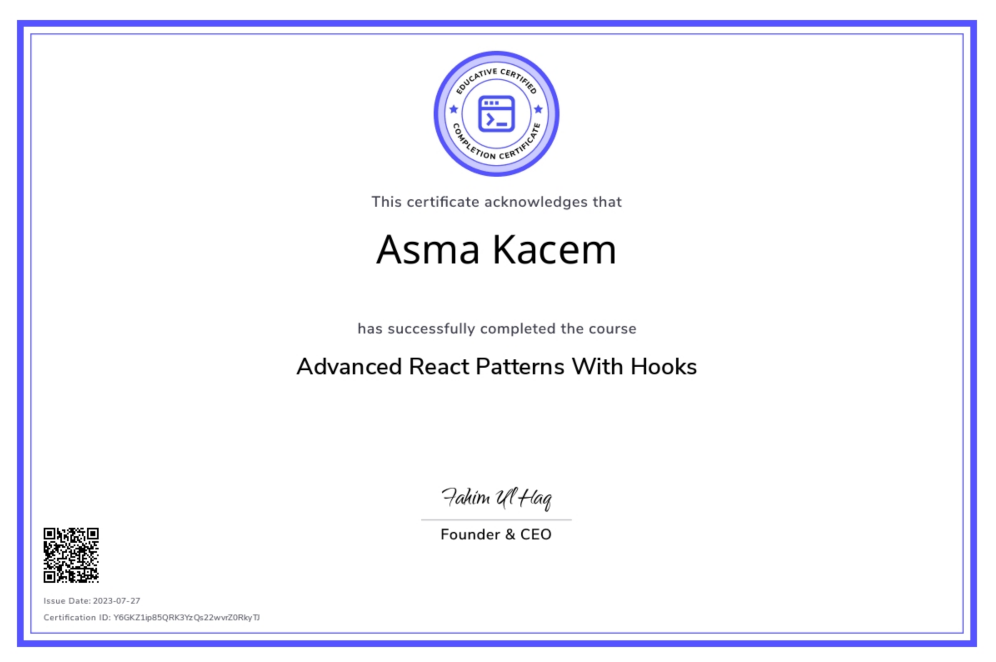 EDUCATIVE CERTIFIED
COMPLETION CERTIFICATE
This certificate acknowledges that
Asma Kacem
has successfully completed the course
Advanced React Patterns With Hooks
Fahim Ul Haq
Founder & CEO
Issue Date: 2023-07-27
Certification ID: Y6GKZ1ip85QRK3YzQs22wvrZ0RkyTJ